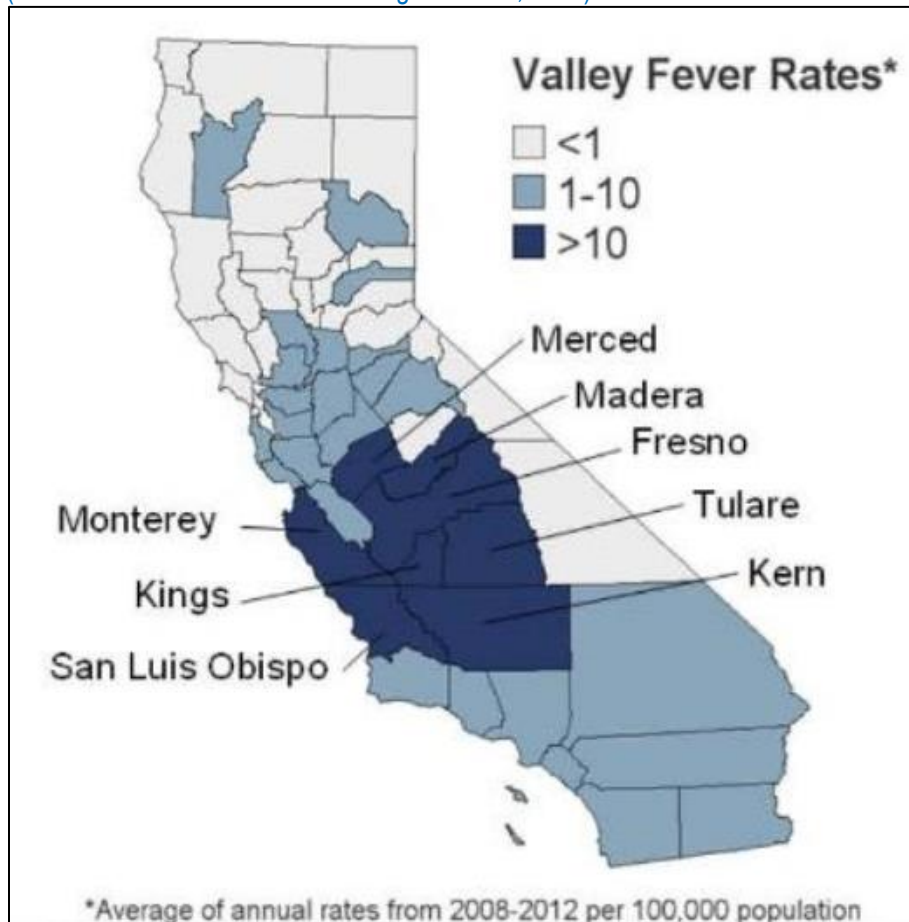 Valley Fever Rates*
<1
1-10
>10
Merced
Madera
Fresno
Tulare
Monterey
Kern
Kings
San Luis Obispo
*Average of annual rates from 2008-2012 per 100,000 population